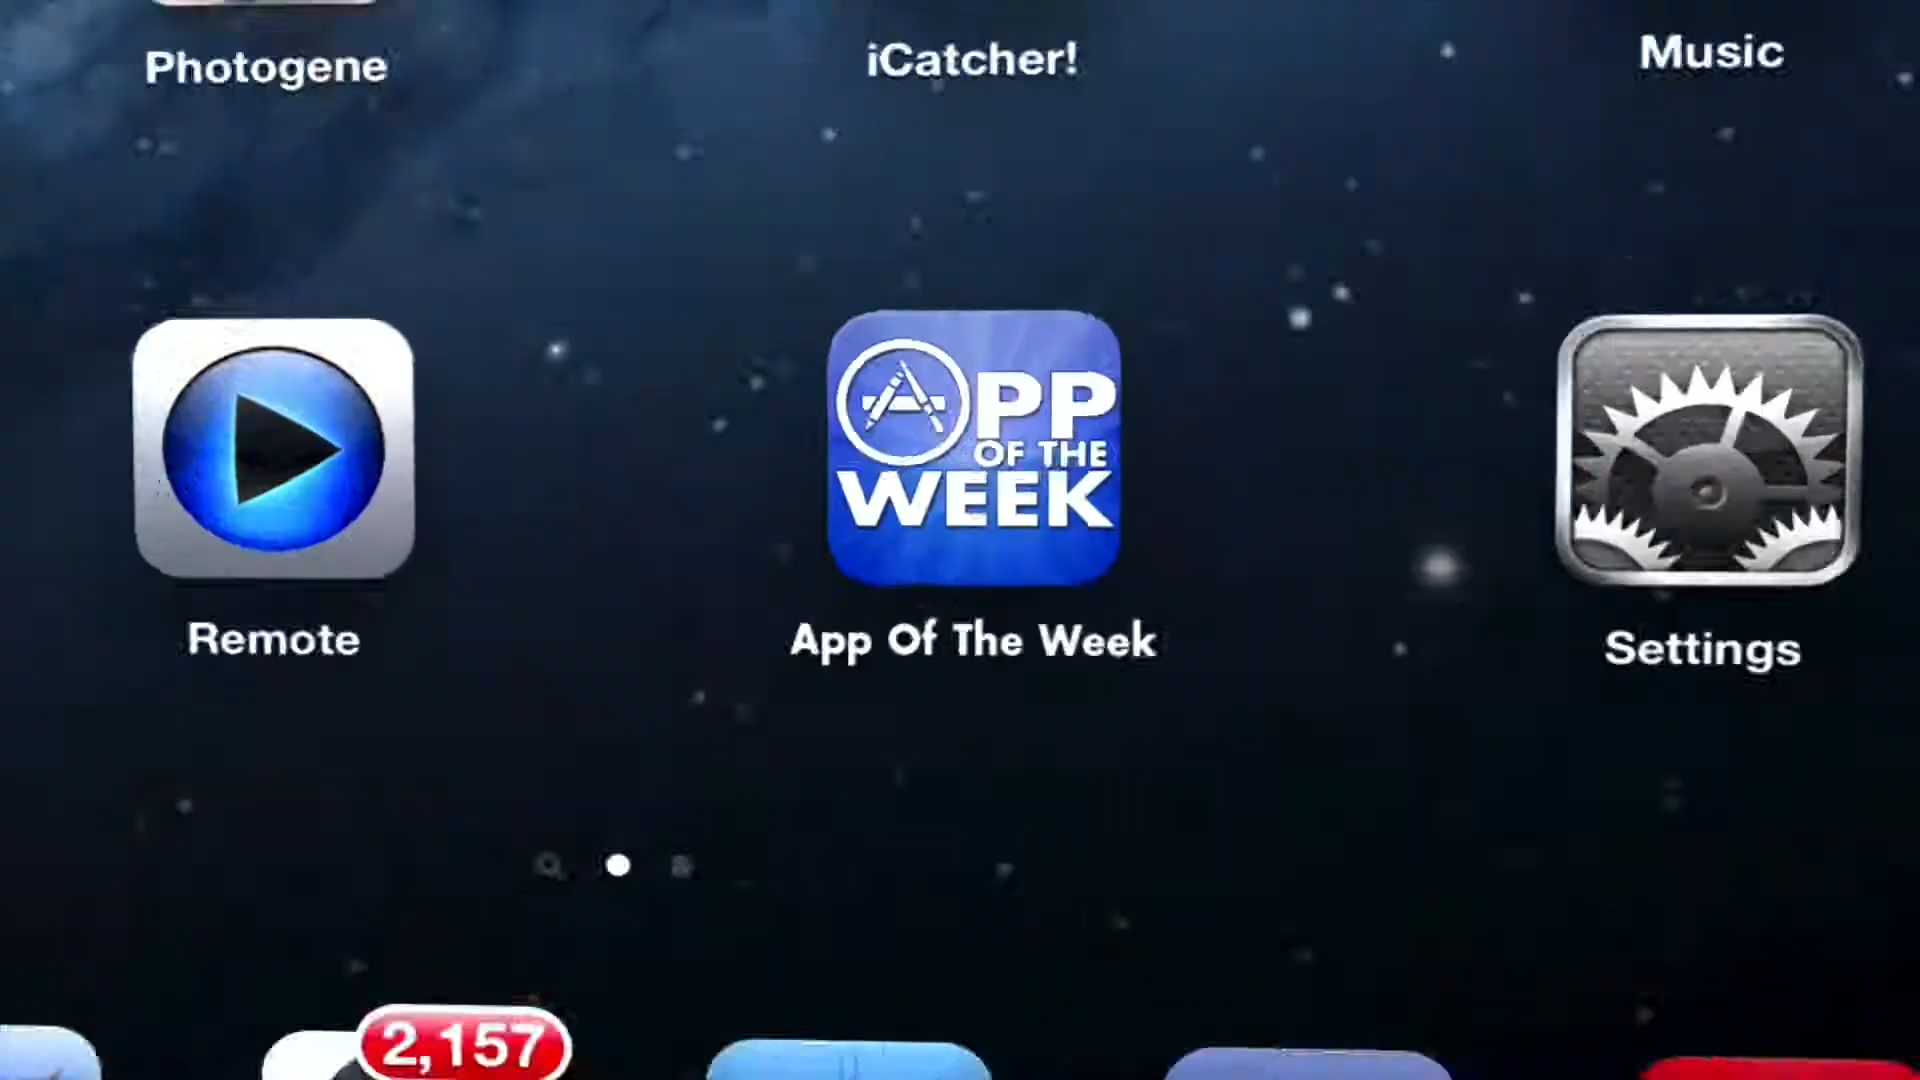 Photogene
iCatcher!
Music
APP
OF THE
WEEK
Remote
App Of The Week
Settings
2,157